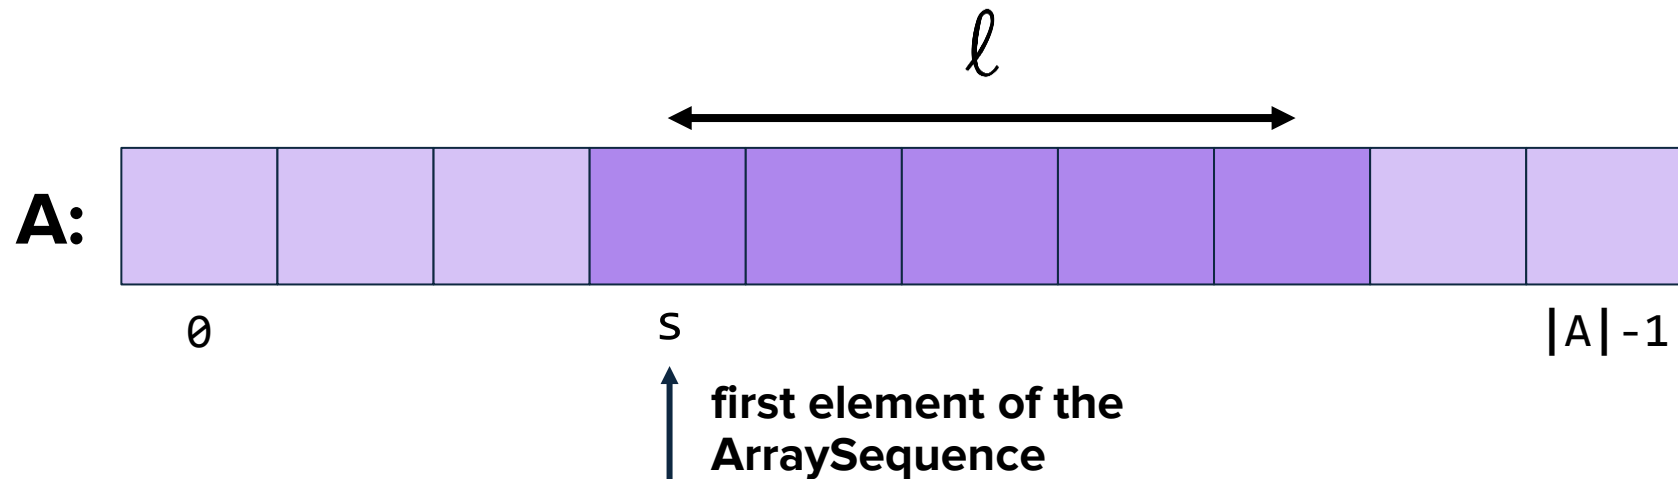 ℓ
A:
0 s |A|-1
first element of the
ArraySequence